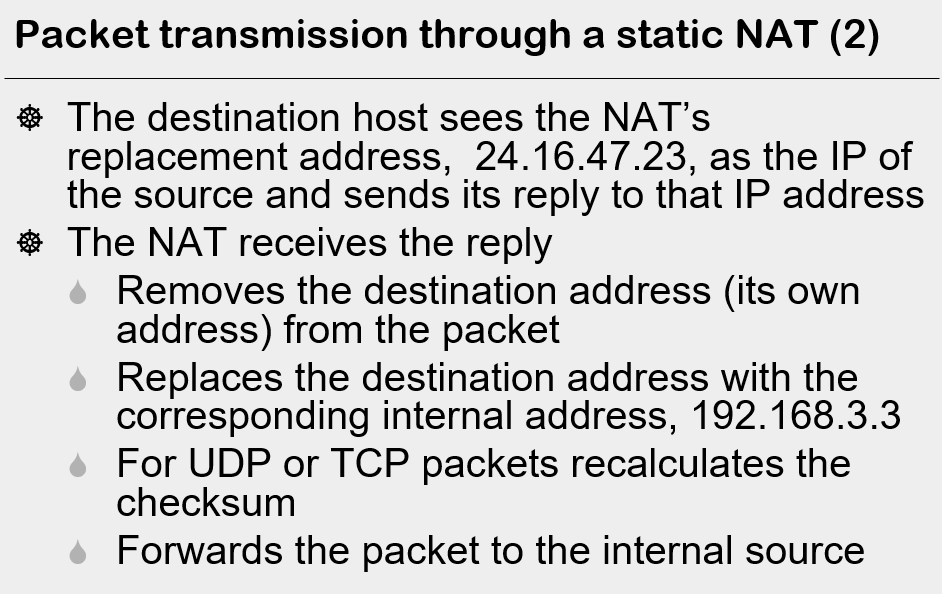 Packet transmission through a static NAT (2)
The destination host sees the NAT’s
replacement address,  24.16.47.23, as the IP of
the source and sends its reply to that IP address
The NAT receives the reply
Removes the destination address (its own
address) from the packet
Replaces the destination address with the
corresponding internal address, 192.168.3.3
For UDP or TCP packets recalculates the
checksum
Forwards the packet to the internal source